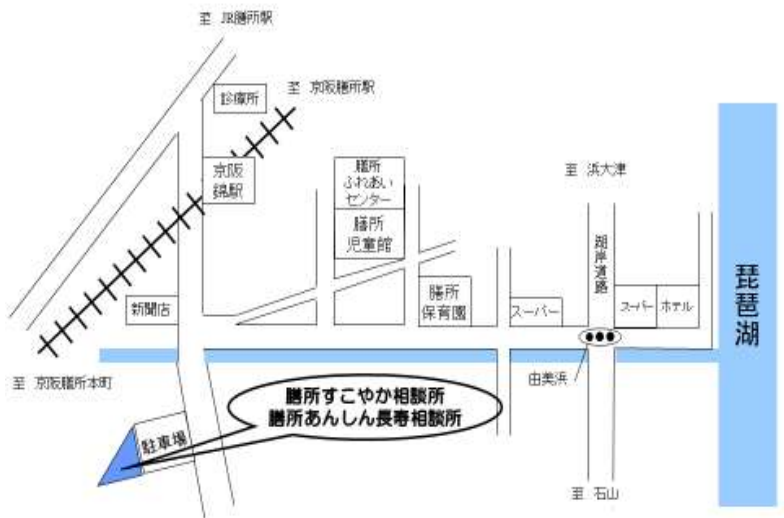 至 JR膳所駅
至 京阪膳所駅
診療所
京阪
錦駅
膳所
ふれあい
センター
膳所
児童館
至 浜大津
湖岸道路
琵琶湖
新聞店
膳所
保育園
スーパー
スーパー
ホテル
至 京阪膳所本町
由美浜
膳所すこやか相談所
膳所あんしん長寿相談所
駐車場
至 石山